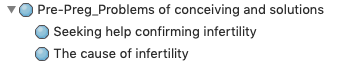 Pre-Preg_Problems of conceiving and solutions
Seeking help confirming infertility
The cause of infertility